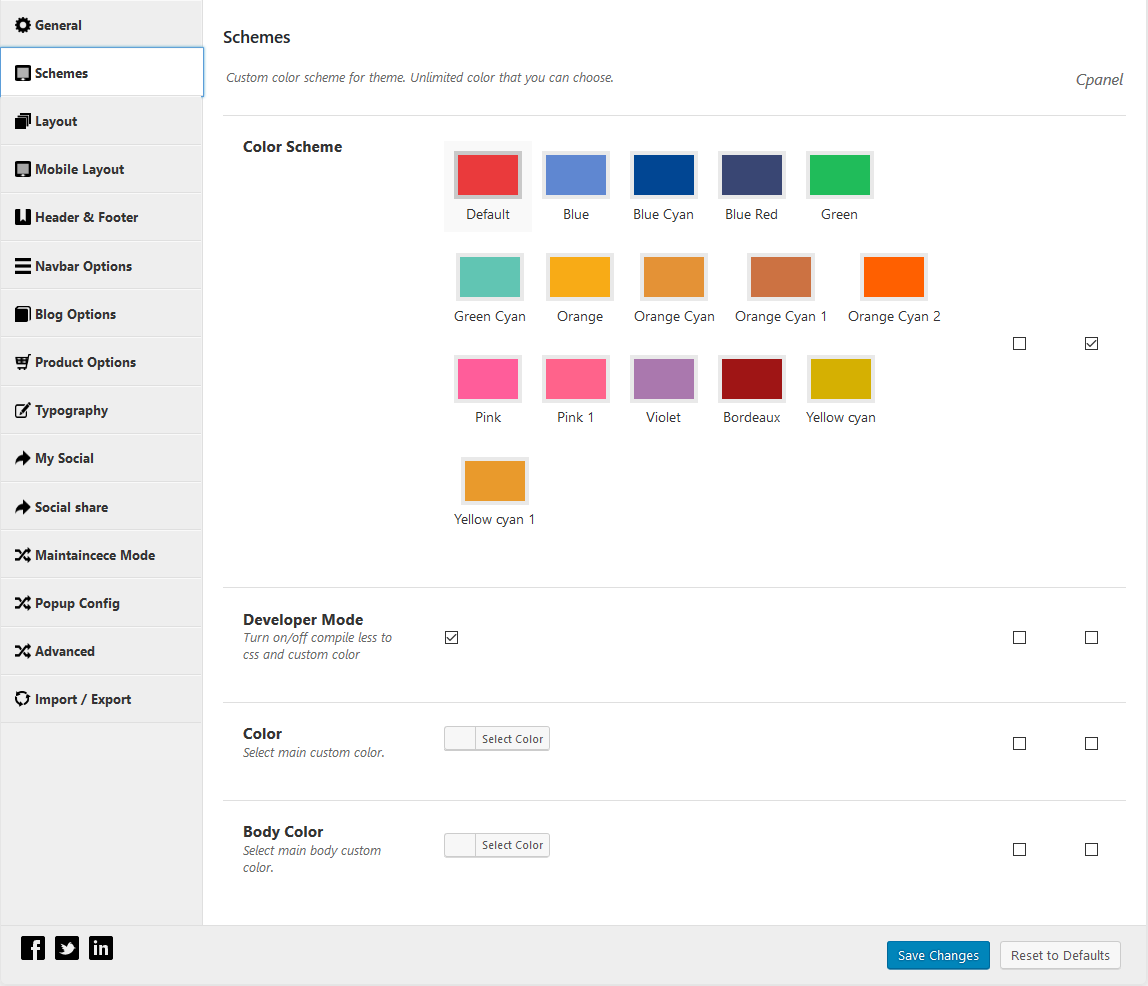 General
Schemes
Layout
Mobile Layout
Header & Footer
Navbar Options
Blog Options
Product Options
Typography
My Social
Social share
Maintaincece Mode
Popup Config
Advanced
Import / Export
Schemes
Custom color scheme for theme. Unlimited color that you can choose.
Cpanel
Color Scheme
Default Blue Blue Cyan Blue Red Green
Green Cyan Orange Orange Cyan Orange Cyan 1 Orange Cyan 2
Pink Pink 1 Violet Bordeaux Yellow cyan
Yellow cyan 1
Developer Mode
Turn on/off compile less to
css and custom color
Color
Select main custom color.
Select Color
Body Color
Select main body custom
color.
Select Color
Save Changes Reset to Defaults